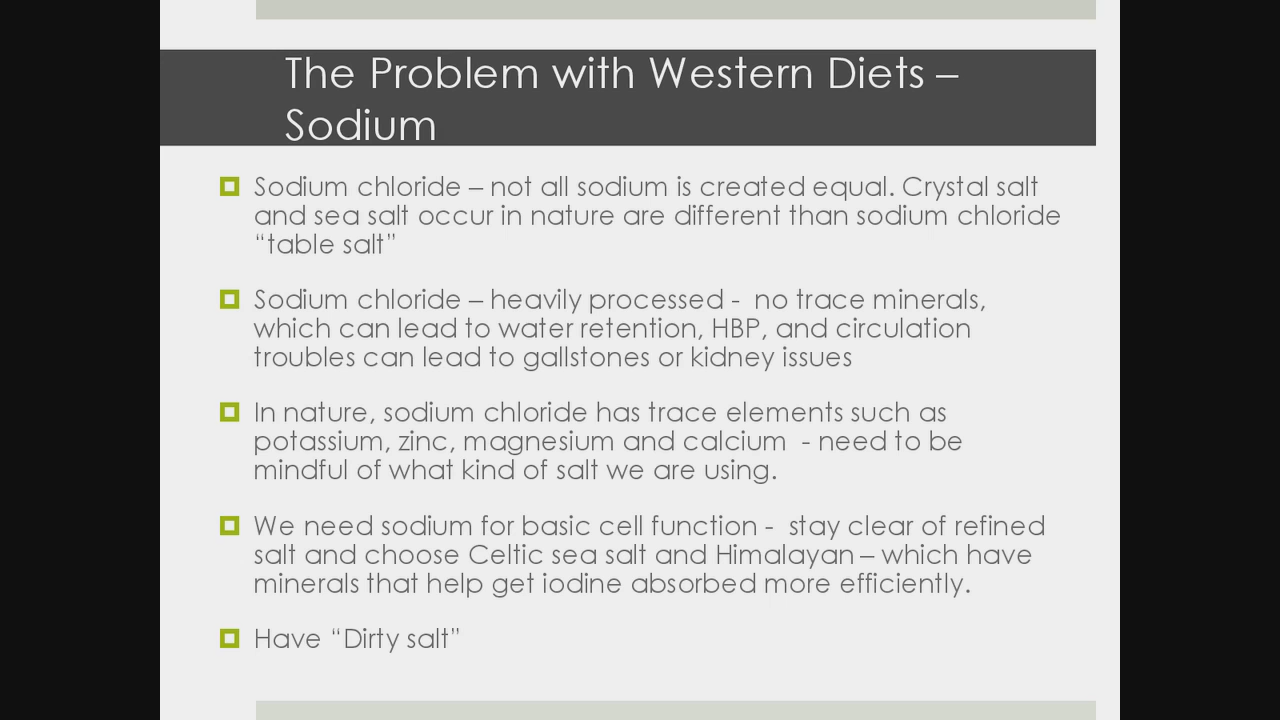 The Problem with Western Diets –
Sodium
Sodium chloride – not all sodium is created equal. Crystal salt
and sea salt occur in nature are different than sodium chloride
“table salt”
Sodium chloride – heavily processed -  no trace minerals,
which can lead to water retention, HBP, and circulation
troubles can lead to gallstones or kidney issues
In nature, sodium chloride has trace elements such as
potassium, zinc, magnesium and calcium  - need to be
mindful of what kind of salt we are using.
We need sodium for basic cell function -  stay clear of refined
salt and choose Celtic sea salt and Himalayan – which have
minerals that help get iodine absorbed more efficiently.
Have “Dirty salt”